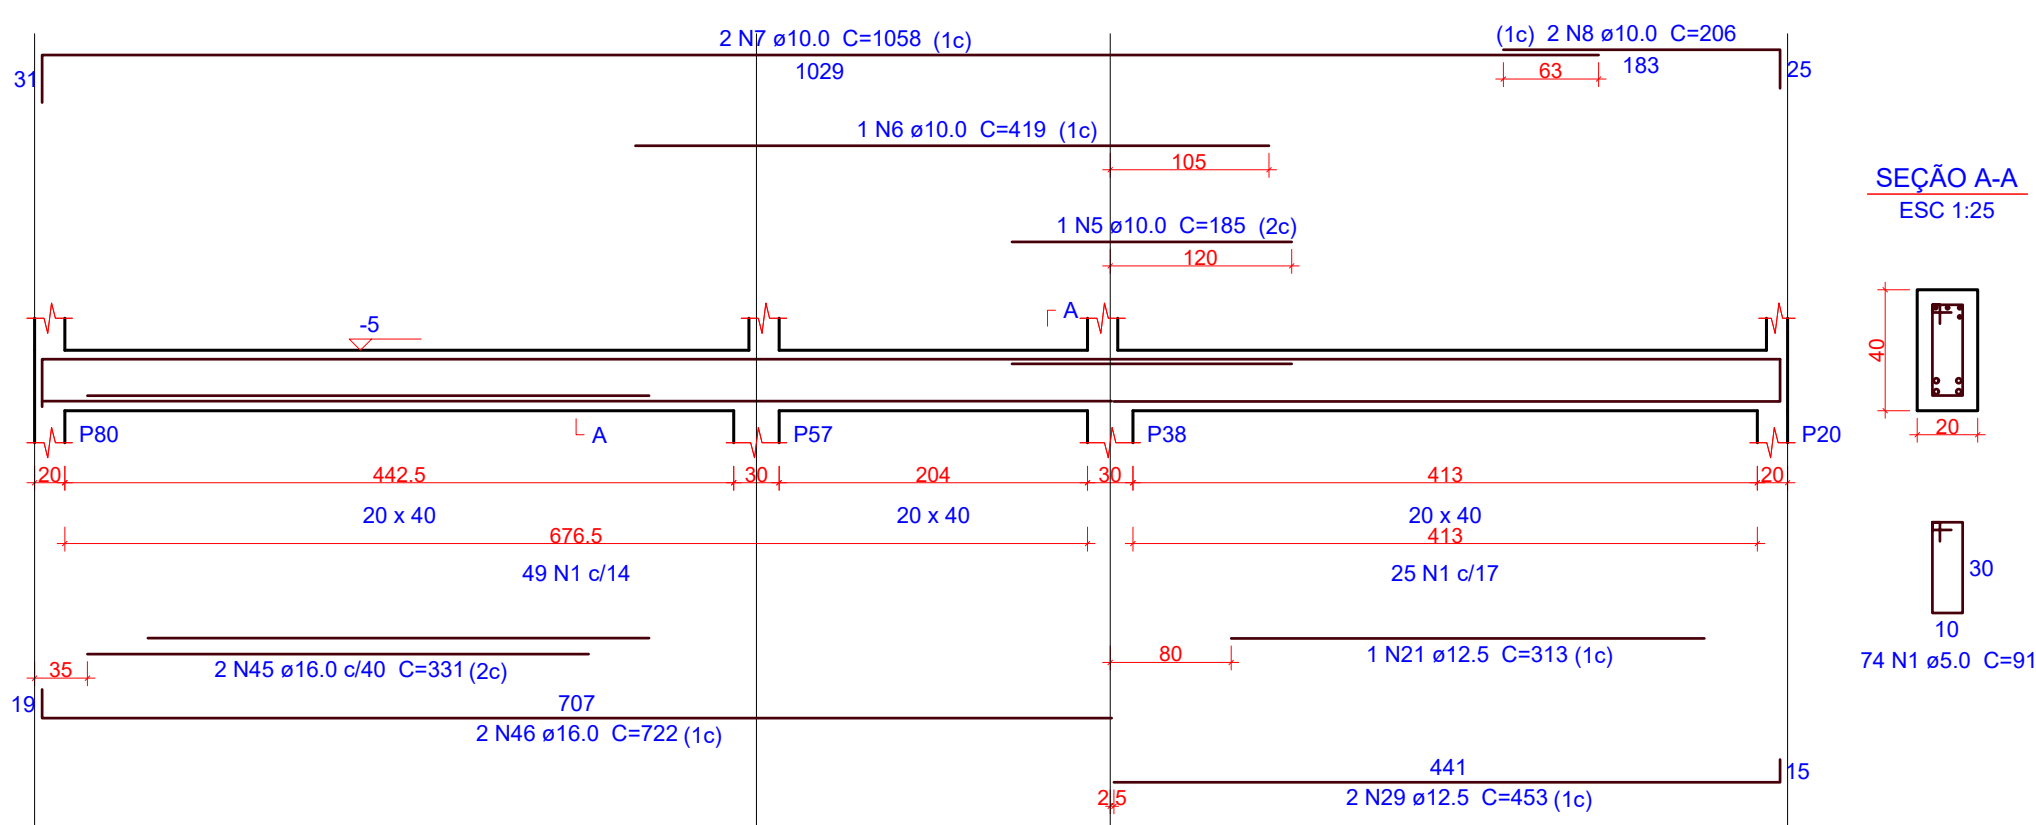 2 N7 ø10.0 C=1058 (1c)
(1c) 2 N8 ø10.0 C=206
31
1029
63
183
25
1 N6 ø10.0 C=419 (1c)
105
SEÇÃO A-A
ESC 1:25
1 N5 ø10.0 C=185 (2c)
120
A
-5
40
20
A
P80
P57
P38
P20
20
442.5
30
204
30
413
20
20 x 40
20 x 40
20 x 40
676.5
413
49 N1 c/14
25 N1 c/17
30
10
74 N1 ø5.0 C=91
35
2 N45 ø16.0 c/40 C=331 (2c)
80
1 N21 ø12.5 C=313 (1c)
19
707
2 N46 ø16.0 C=722 (1c)
441
15
2.5
2 N29 ø12.5 C=453 (1c)